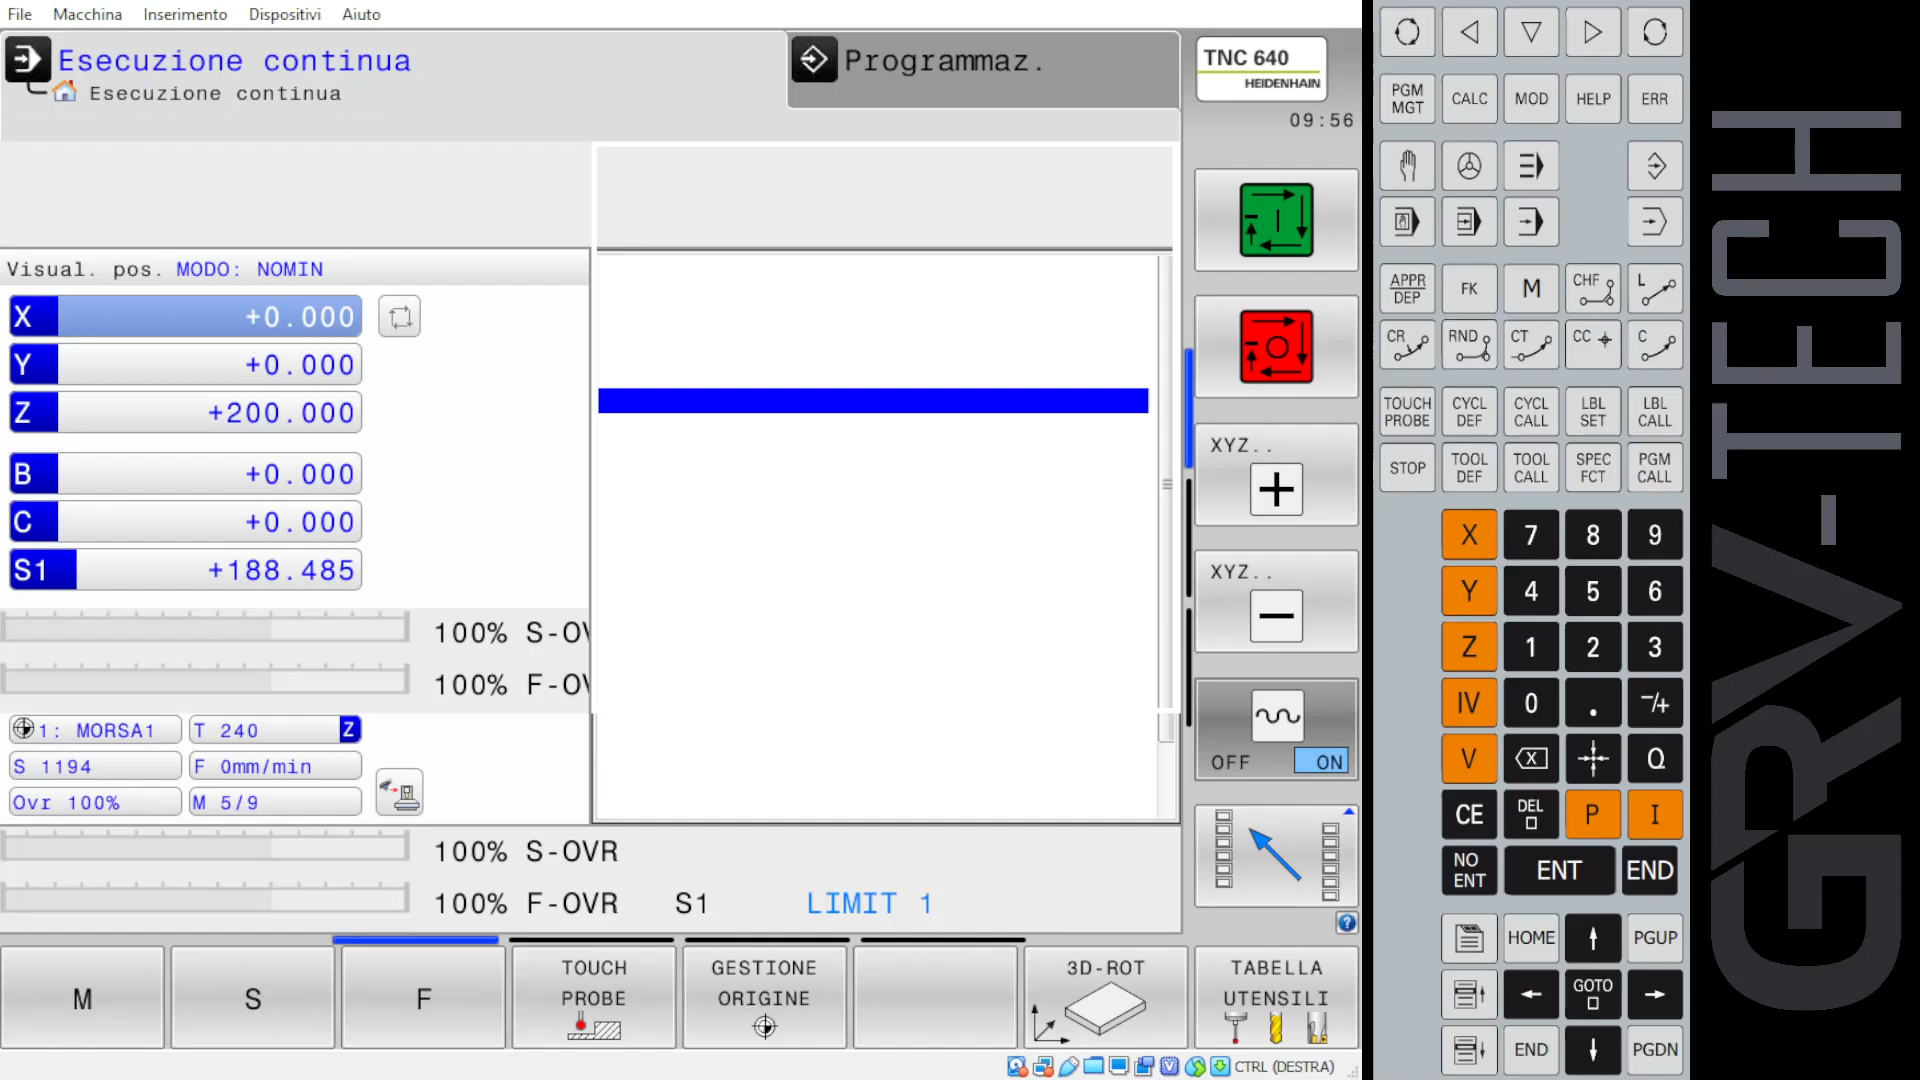 File Macchina Inserimento Dispositivi Aiuto
Esecuzione continua
Esecuzione continua
Programmaz.
TNC 640
HEIDENHAIN
09:56
Visual. pos. MODO: NOMIN
X +0.000
Y +0.000
Z +200.000
B +0.000
C +0.000
S1 +188.485
100% S-OV
100% F-OV
1: MORSA1 T 240 Z
S 1194 F 0mm/min
Ovr 100% M 5/9
100% S-OVR
100% F-OVR S1 LIMIT 1
XYZ..
XYZ..
OFF ON
M
S
F
TOUCH
PROBE
GESTIONE
ORIGINE
3D-ROT
TABELLA
UTENSILI
CTRL (DESTRA)
PGM
MGT
CALC
MOD
HELP
ERR
APPR
DEP
FK
M
CHF
L
CR
RND
CT
CC
C
TOUCH
PROBE
CYCL
DEF
CYCL
CALL
LBL
SET
LBL
CALL
STOP
TOOL
DEF
TOOL
CALL
SPEC
FCT
PGM
CALL
X 7 8 9
Y 4 5 6
Z 1 2 3
IV 0 . -/+
V X Q
CE DEL P I
NO
ENT
ENT
END
HOME PGUP
GOTO
END PGDN
GRV-TECH